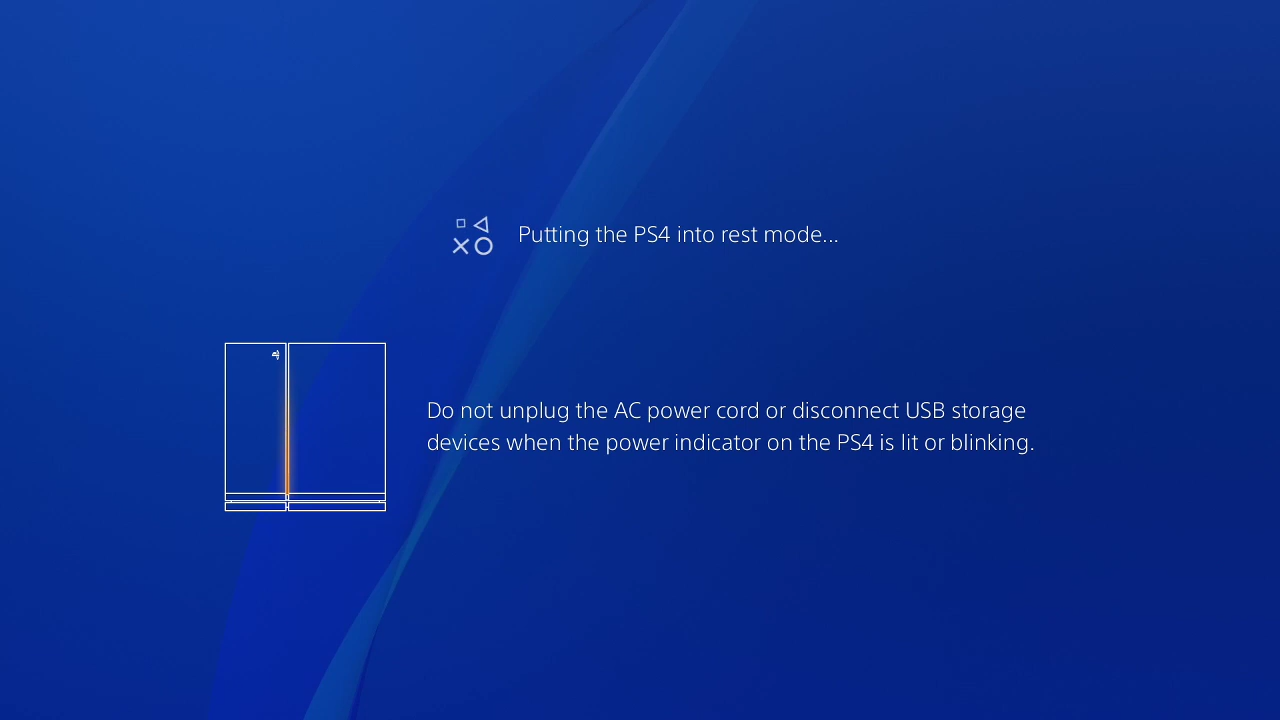 Putting the PS4 into rest mode...
Do not unplug the AC power cord or disconnect USB storage
devices when the power indicator on the PS4 is lit or blinking.